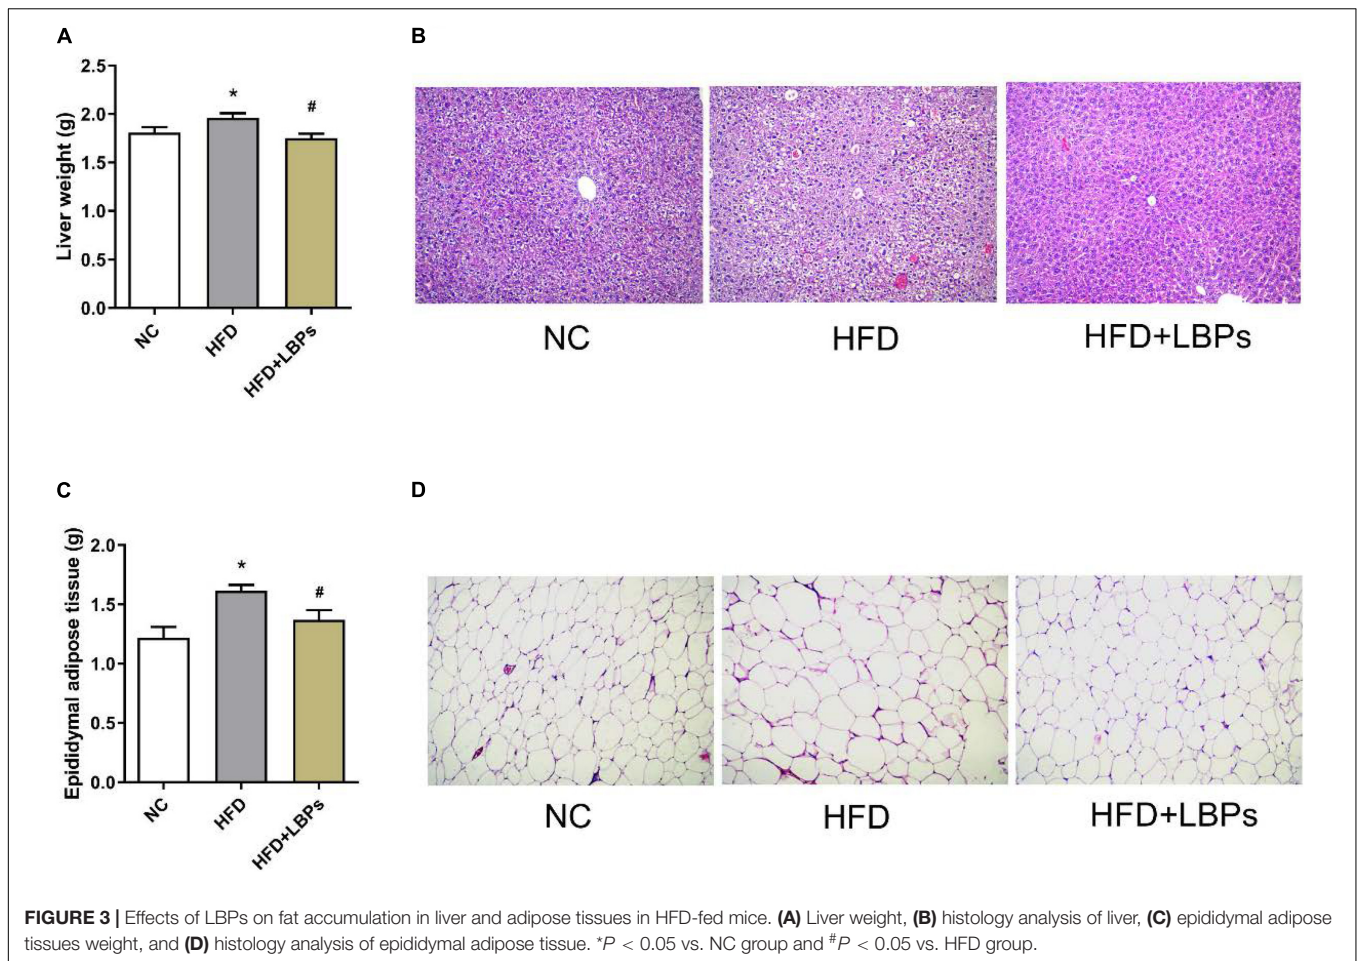 A
B
Liver weight (g)
2.5
2.0
1.5
1.0
0.5
0.0
*
#
NC
HFD
HFD+LBPs
NC
HFD
HFD+LBPs
C
D
Epididymal adipose tissue (g)
2.0
1.5
1.0
0.5
0.0
*
#
NC
HFD
HFD+LBPs
NC
HFD
HFD+LBPs
FIGURE 3 | Effects of LBPs on fat accumulation in liver and adipose tissues in HFD-fed mice. (A) Liver weight, (B) histology analysis of liver, (C) epididymal adipose
tissues weight, and (D) histology analysis of epididymal adipose tissue. *P < 0.05 vs. NC group and #P < 0.05 vs. HFD group.